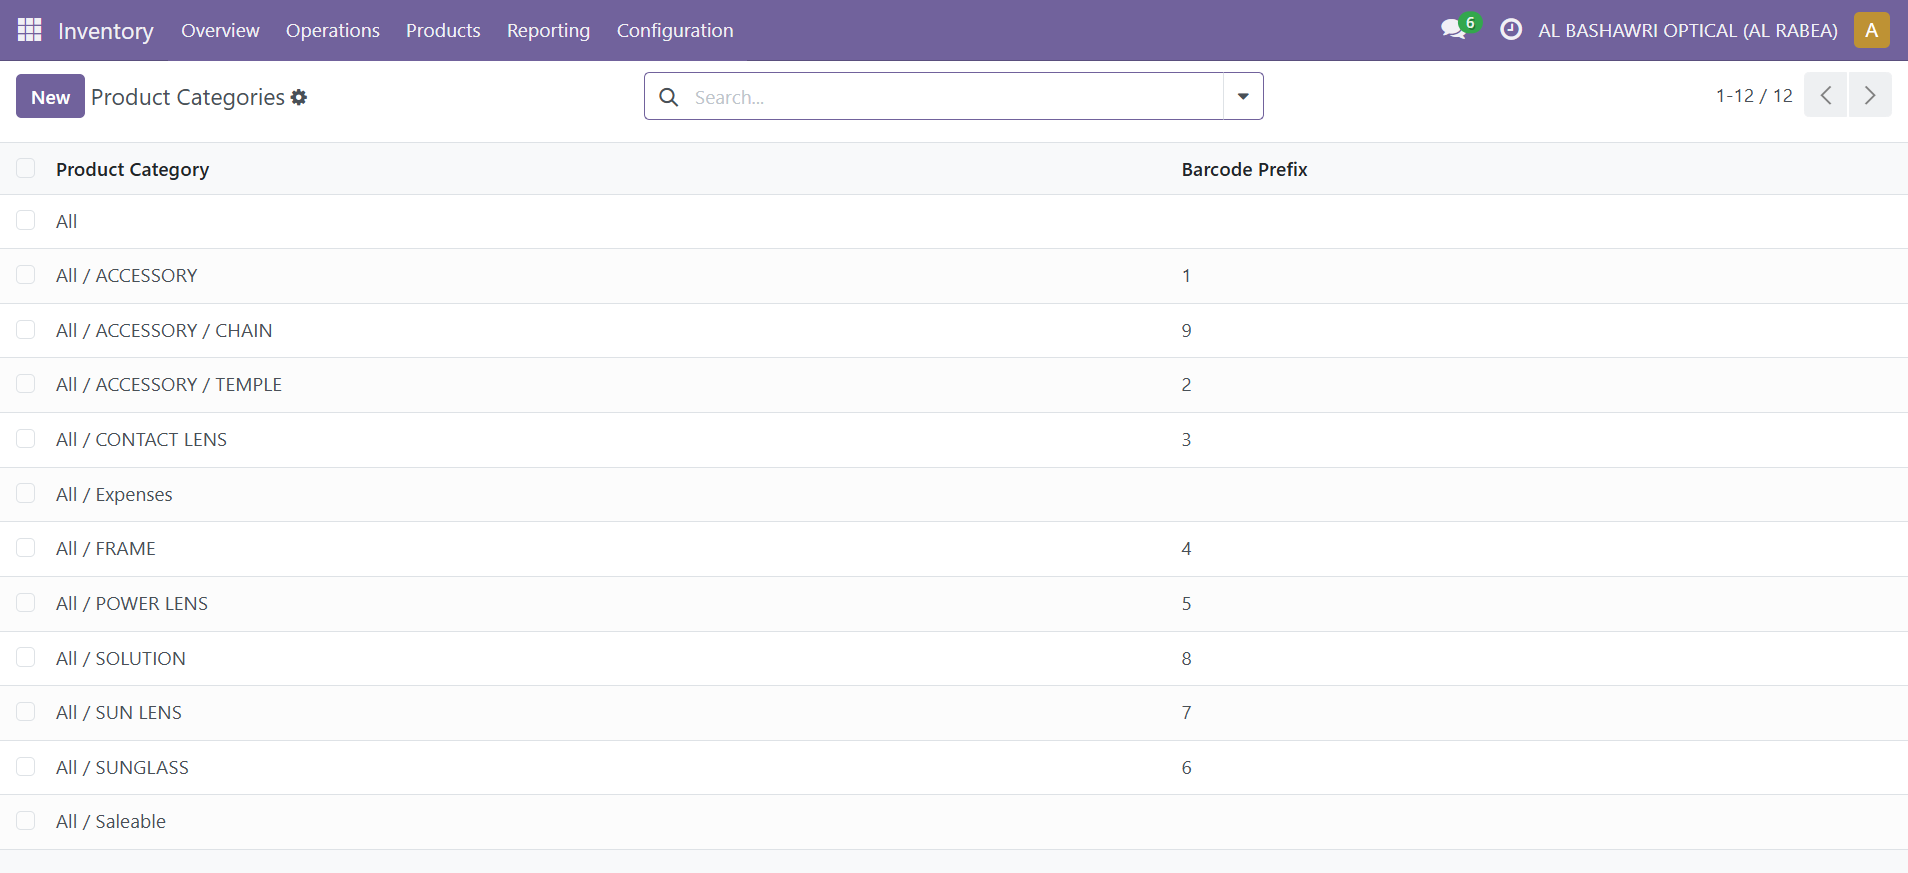 Inventory Overview Operations Products Reporting Configuration 6 AL BASHAWRI OPTICAL (AL RABEA) A
New Product Categories Search... 1-12 / 12
Product Category Barcode Prefix
All
All / ACCESSORY 1
All / ACCESSORY / CHAIN 9
All / ACCESSORY / TEMPLE 2
All / CONTACT LENS 3
All / Expenses
All / FRAME 4
All / POWER LENS 5
All / SOLUTION 8
All / SUN LENS 7
All / SUNGLASS 6
All / Saleable